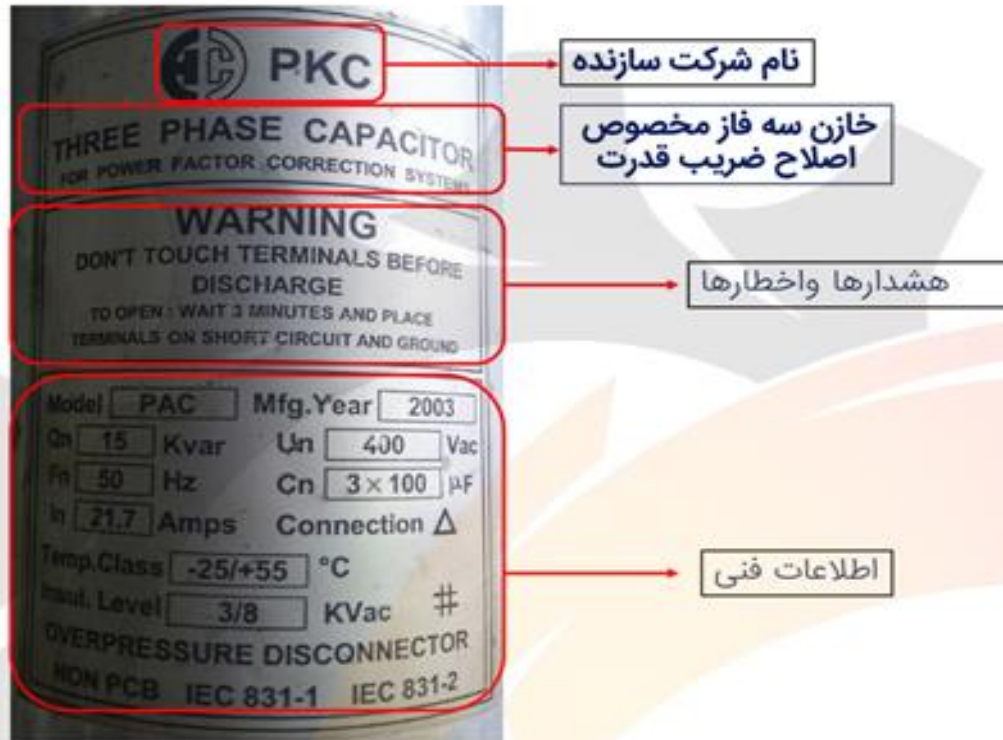 PKC
THREE PHASE CAPACITOR
FOR POWER FACTOR CORRECTION SYSTEMS
WARNING
DON'T TOUCH TERMINALS BEFORE
DISCHARGE
TO OPEN : WAIT 3 MINUTES AND PLACE
TERMINALS ON SHORT CIRCUIT AND GROUND
Model PAC Mfg.Year 2003
Qn 15 Kvar Un 400 Vac
Fn 50 Hz Cn 3 × 100 µF
In 21.7 Amps Connection Δ
Temp.Class -25/+55 °C
Insul. Level 3/8 KVac #
OVERPRESSURE DISCONNECTOR
NON PCB IEC 831-1 IEC 831-2
نام شرکت سازنده
خازن سه فاز مخصوص
اصلاح ضریب قدرت
هشدارها واخطارها
اطلاعات فنی